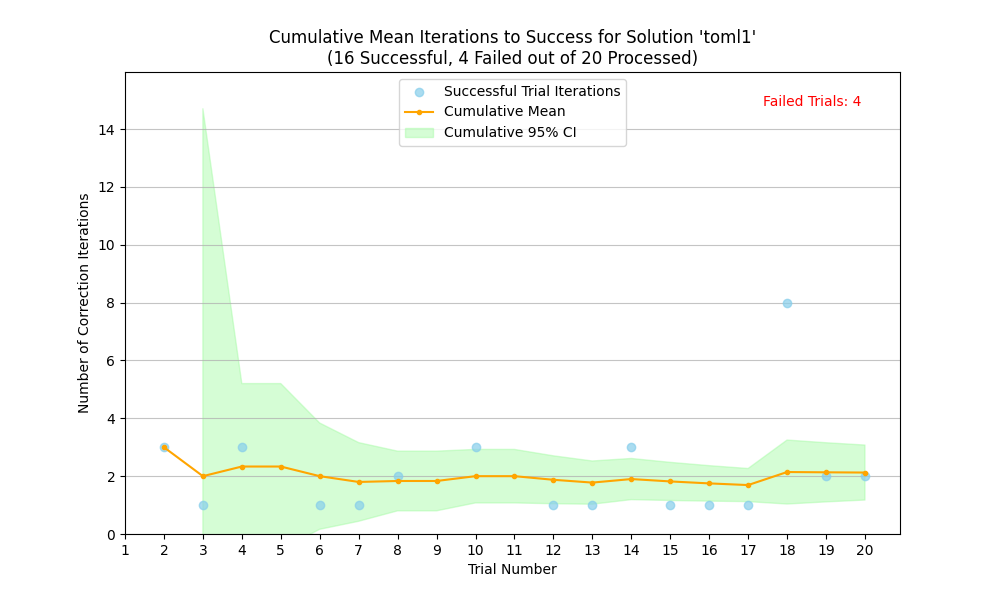 Cumulative Mean Iterations to Success for Solution 'toml1'
(16 Successful, 4 Failed out of 20 Processed)
Successful Trial Iterations
Cumulative Mean
Cumulative 95% CI
Failed Trials: 4
Number of Correction Iterations
14
12
10
8
6
4
2
0
1 2 3 4 5 6 7 8 9 10 11 12 13 14 15 16 17 18 19 20
Trial Number